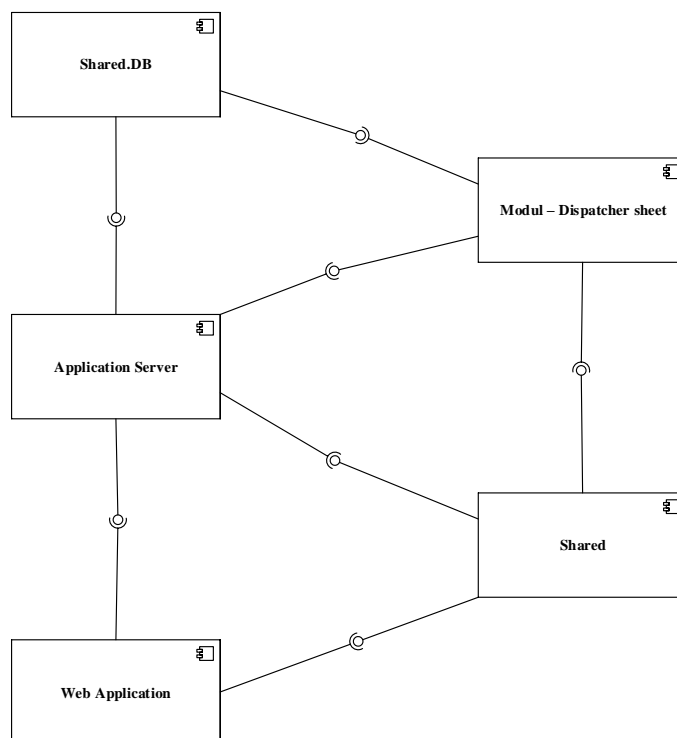 Shared.DB
Modul – Dispatcher sheet
Application Server
Shared
Web Application